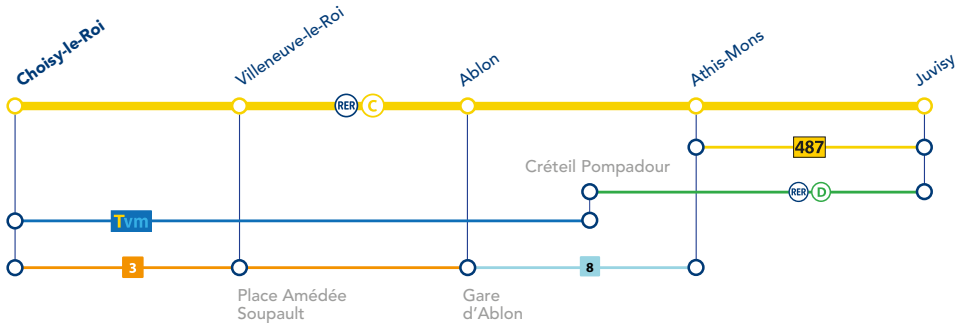 Choisy-le-Roi
Villeneuve-le-Roi
Ablon
Athis-Mons
Juvisy
RER C
487
Créteil Pompadour
RER D
Tvm
3
8
Place Amédée
Soupault
Gare
d’Ablon